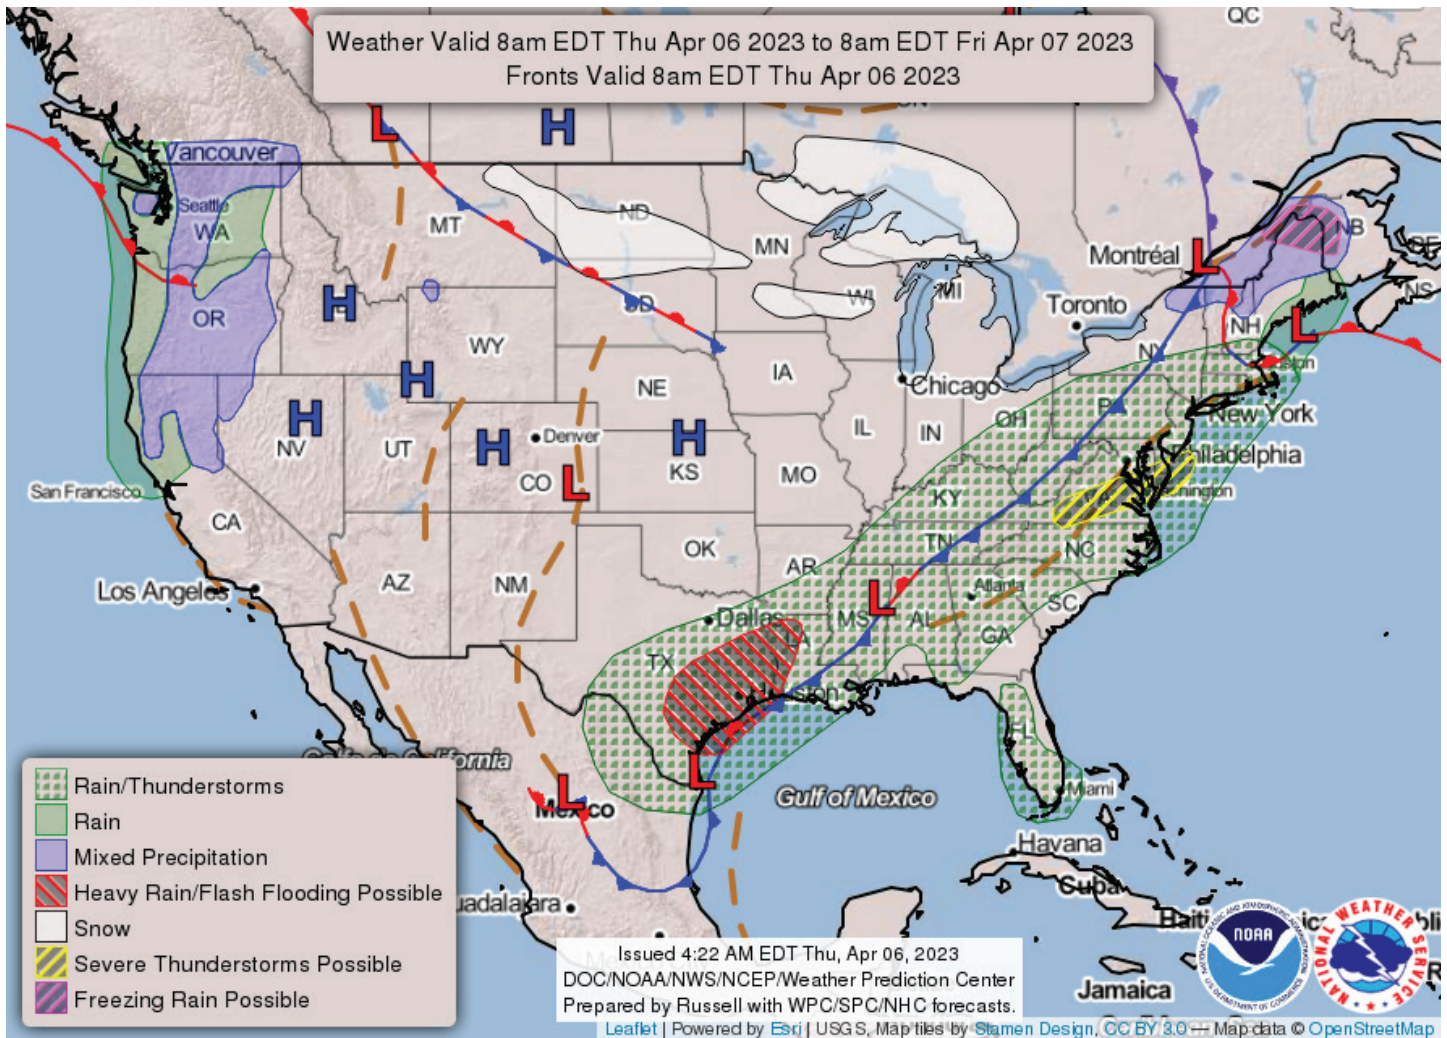 QC
Weather Valid 8am EDT Thu Apr 06 2023 to 8am EDT Fri Apr 07 2023
Fronts Valid 8am EDT Thu Apr 06 2023
L
H
Vancouver
Seattle
WA
MT
ND
MN
NB
Montréal
L
OR
H
SD
WI
MI
Toronto
NS
NH
L
WY
NY
H
NE
IA
Chicago
PA
OH
New York
H
NV
UT
H
Denver
H
KS
IL
IN
Philadelphia
San Francisco
CO
L
MO
KY
CA
OK
TN
NC
Los Angeles
AZ
NM
AR
Atlanta
L
Dallas
MS
AL
SC
GA
TX
LA
Houston
FL
Golfo de California
L
Miami
L
México
Gulf of Mexico
Havana
Cuba
Jamaica
Rain/Thunderstorms
Rain
Mixed Precipitation
Heavy Rain/Flash Flooding Possible
Snow
Severe Thunderstorms Possible
Freezing Rain Possible
uadalajara
Issued 4:22 AM EDT Thu, Apr 06, 2023
DOC/NOAA/NWS/NCEP/Weather Prediction Center
Prepared by Russell with WPC/SPC/NHC forecasts.
NOAA
NATIONAL WEATHER SERVICE
Leaflet | Powered by Esri | USGS, Map tiles by Stamen Design, CC BY 3.0 — Map data © OpenStreetMap